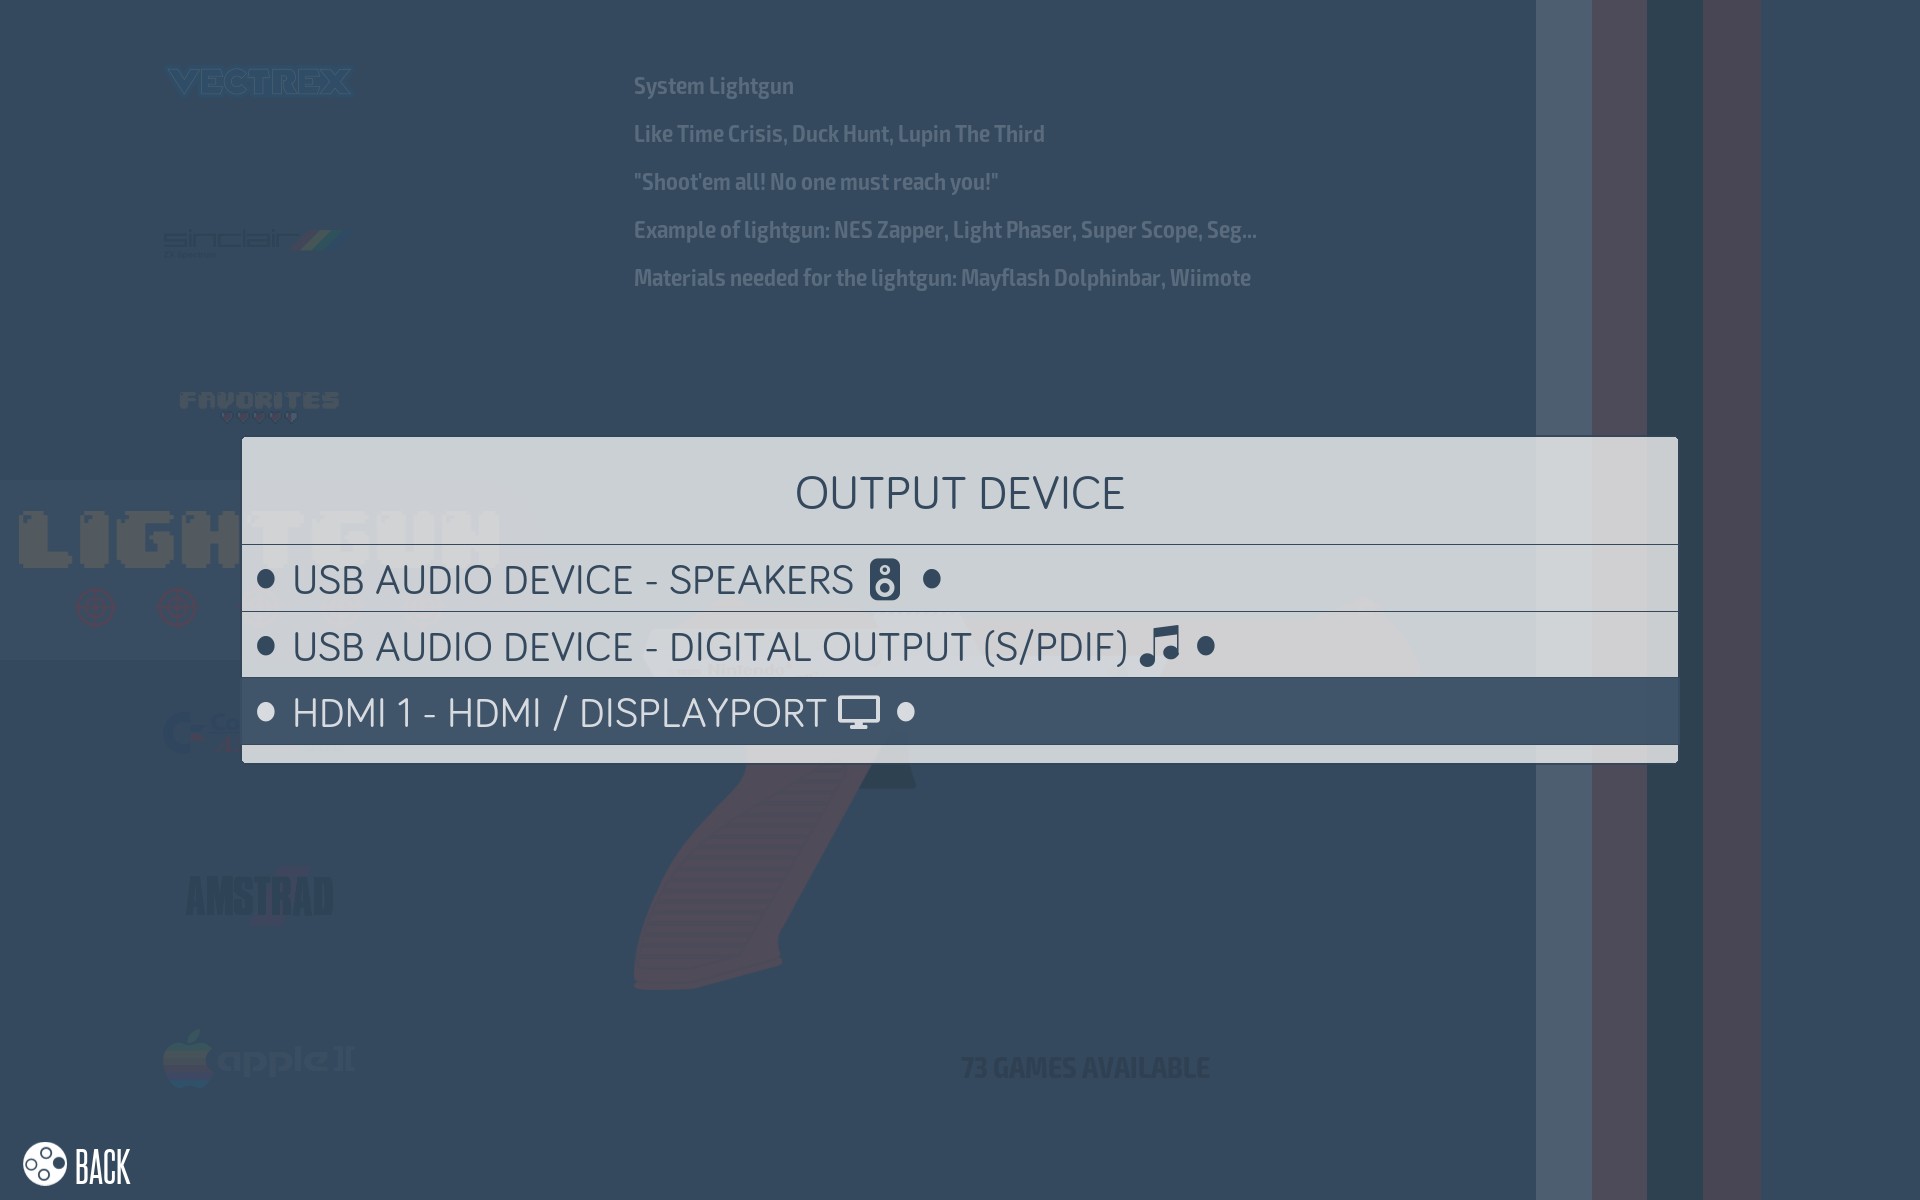 VECTREX
System Lightgun
Like Time Crisis, Duck Hunt, Lupin The Third
"Shoot'em all! No one must reach you!"
sinclair
Example of lightgun: NES Zapper, Light Phaser, Super Scope, Seg...
Materials needed for the lightgun: Mayflash Dolphinbar, Wiimote
FAVORITES
OUTPUT DEVICE
LIGHTGUN
USB AUDIO DEVICE - SPEAKERS
USB AUDIO DEVICE - DIGITAL OUTPUT (S/PDIF)
HDMI 1 - HDMI / DISPLAYPORT
AMSTRAD
apple II
73 GAMES AVAILABLE
BACK